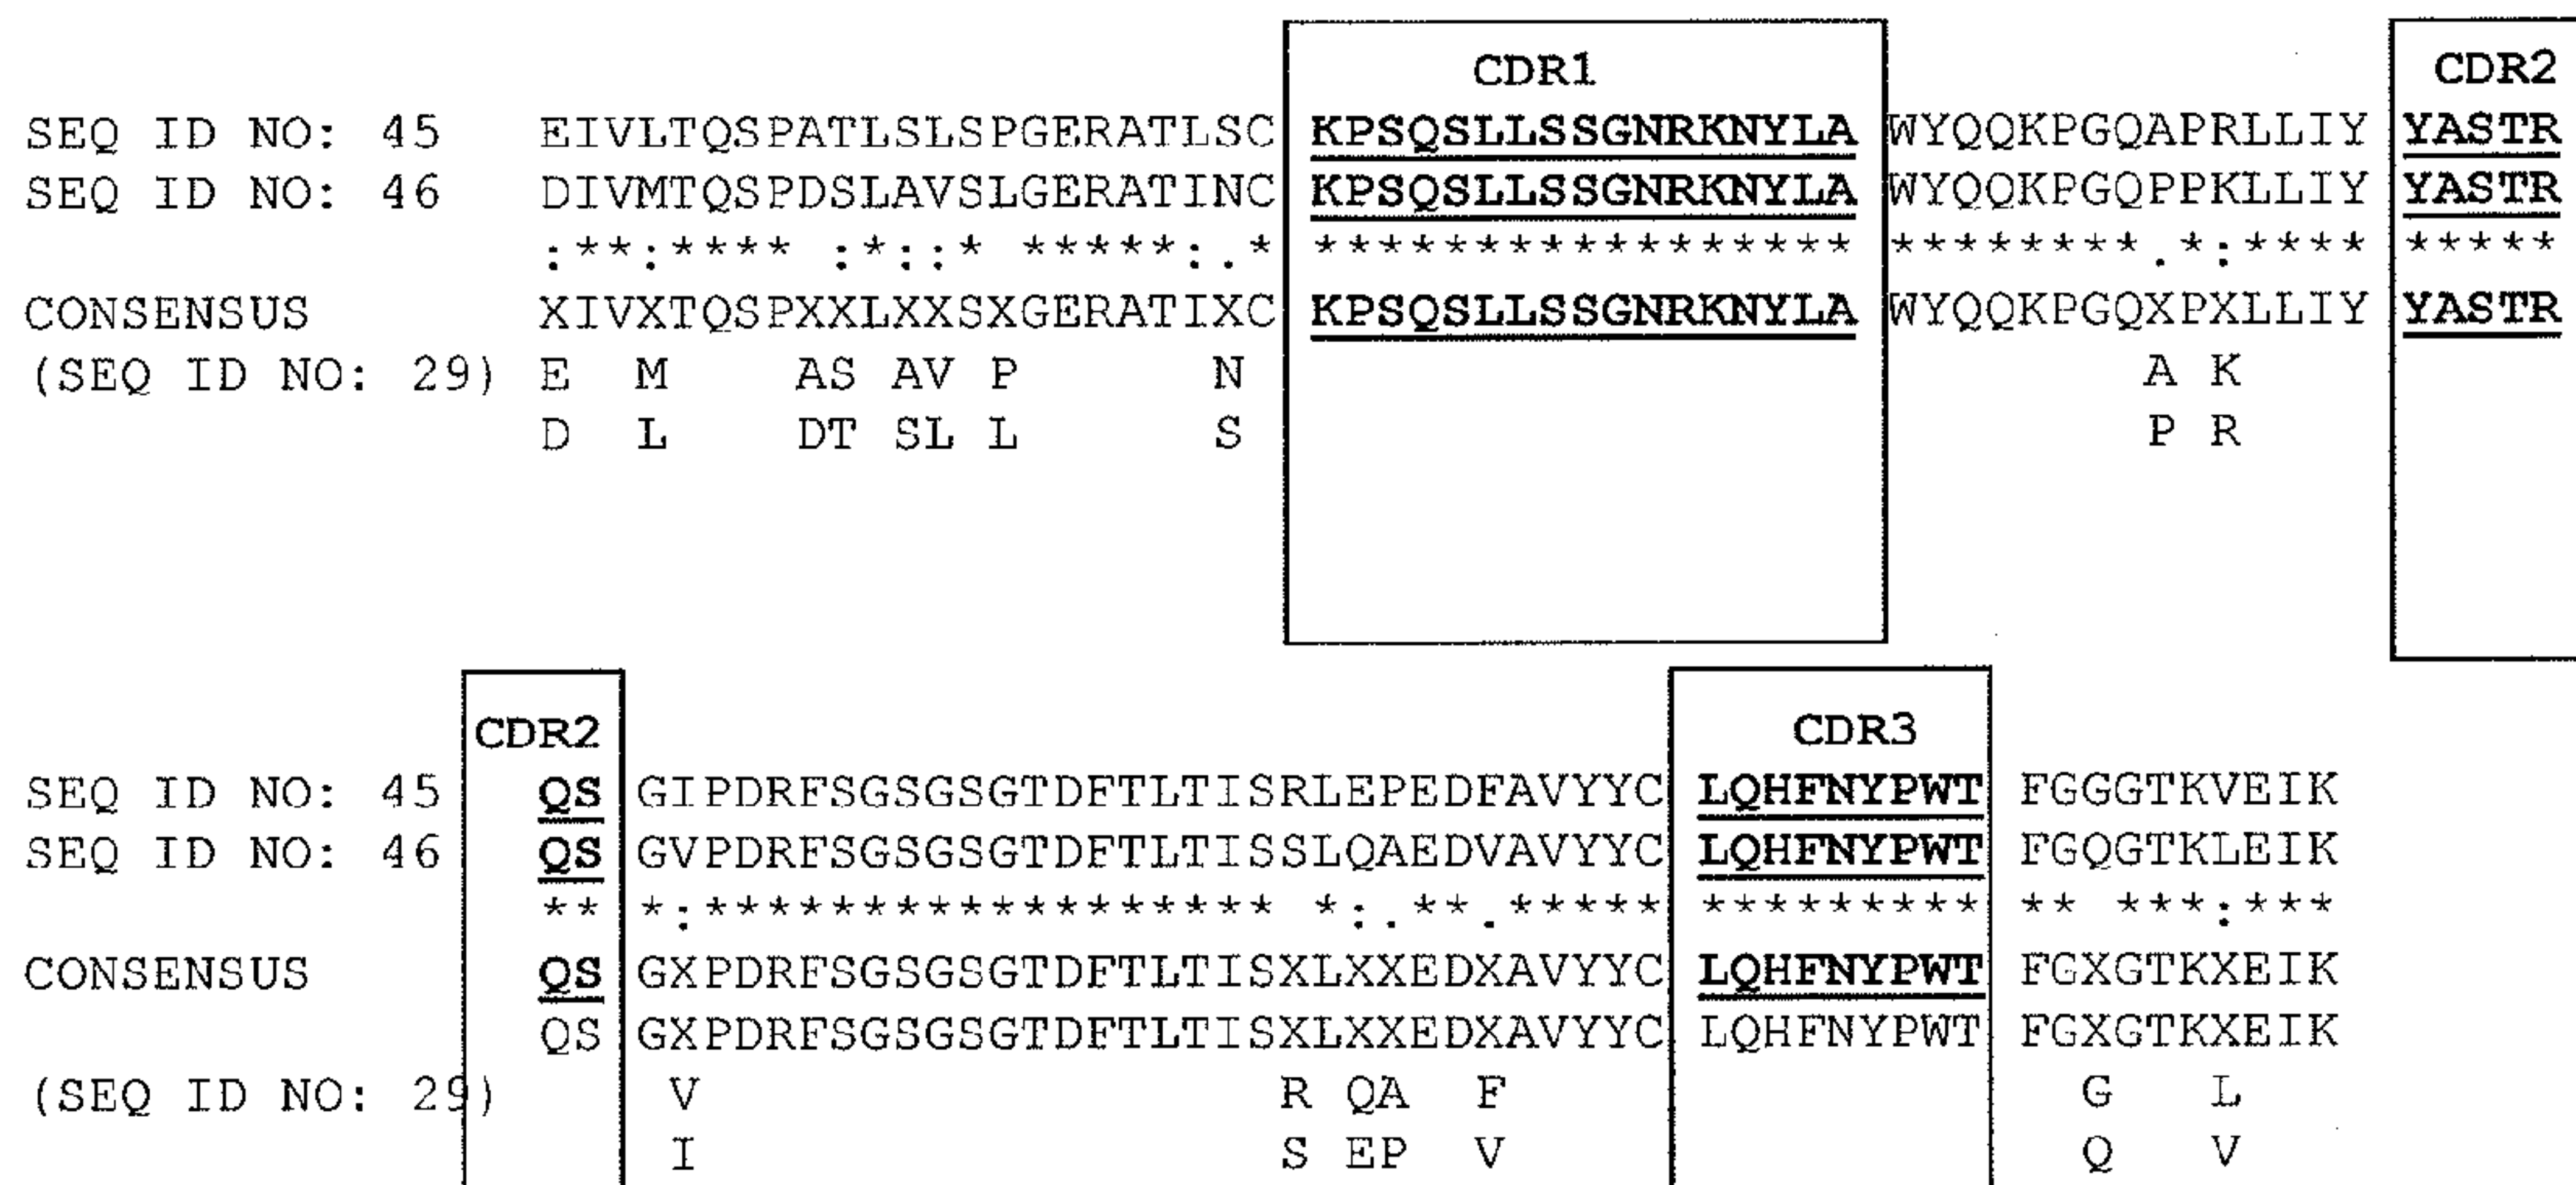 CDR1 CDR2
SEQ ID NO: 45 EIVLTQSPATLSLSPGERATLSC KPSQSLLSSGNRKNYLA WYQQKPGQAPRLLIY YASTR
SEQ ID NO: 46 DIVMTQSPDSLAVSLGERATINC KPSQSLLSSGNRKNYLA WYQQKPGQPPKLLIY YASTR
:**:**** :*::* *****:.* ***************** ********.*:**** *****
CONSENSUS XIVXTQSPXXLXXSXGERATIXC KPSQSLLSSGNRKNYLA WYQQKPGQXPXLLIY YASTR
(SEQ ID NO: 29) E M AS AV P N A K
D L DT SL L S P R
CDR2 CDR3
SEQ ID NO: 45 QS GIPDRFSGSGSGTDFTLTISRLEPEDFAVYYC LQHFNYPWT FGGGTKVEIK
SEQ ID NO: 46 QS GVPDRFSGSGSGTDFTLTISSLQAEDVAVYYC LQHFNYPWT FGQGTKLEIK
** *:****************** *:.**.***** ********* ** ***:***
CONSENSUS QS GXPDRFSGSGSGTDFTLTISXLXXEDXAVYYC LQHFNYPWT FGXGTKXEIK
QS GXPDRFSGSGSGTDFTLTISXLXXEDXAVYYC LQHFNYPWT FGXGTKXEIK
(SEQ ID NO: 29) V R QA F G L
I S EP V Q V